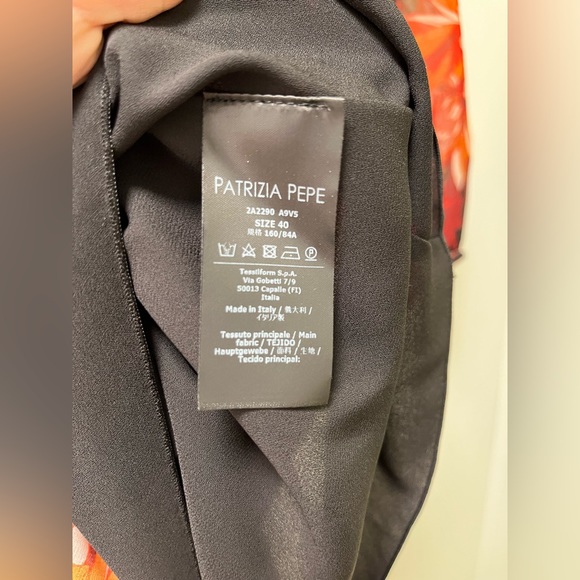 PATRIZIA PEPE
2A2290 A9V5
SIZE 40
规格 160/84A
Tessilform S.p.A.
Via Gobetti 7/9
50013 Capalle (FI)
Italia
Made in Italy / 義大利 /
イタリア製
Tessuto principale / Main
fabric / TEJIDO /
Hauptgewebe / 面料 / 生地 /
Tecido principal: